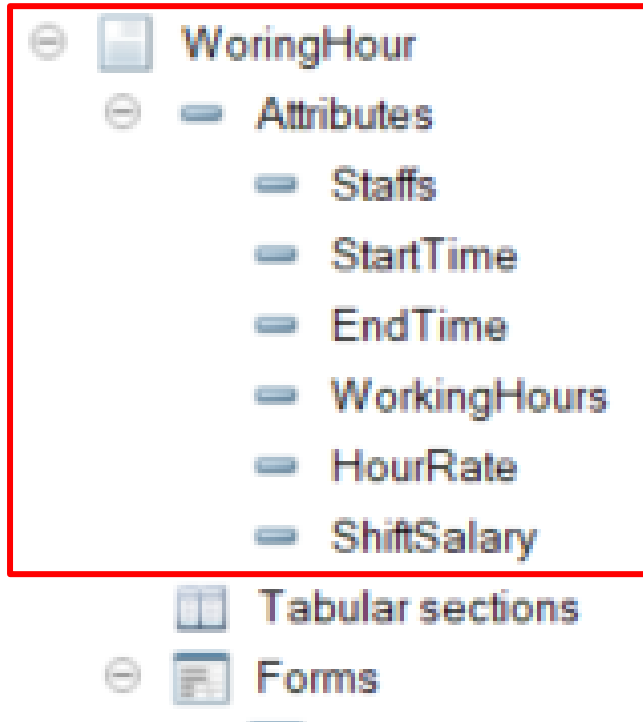 WoringHour
Attributes
Staffs
StartTime
EndTime
WorkingHours
HourRate
ShiftSalary
Tabular sections
Forms